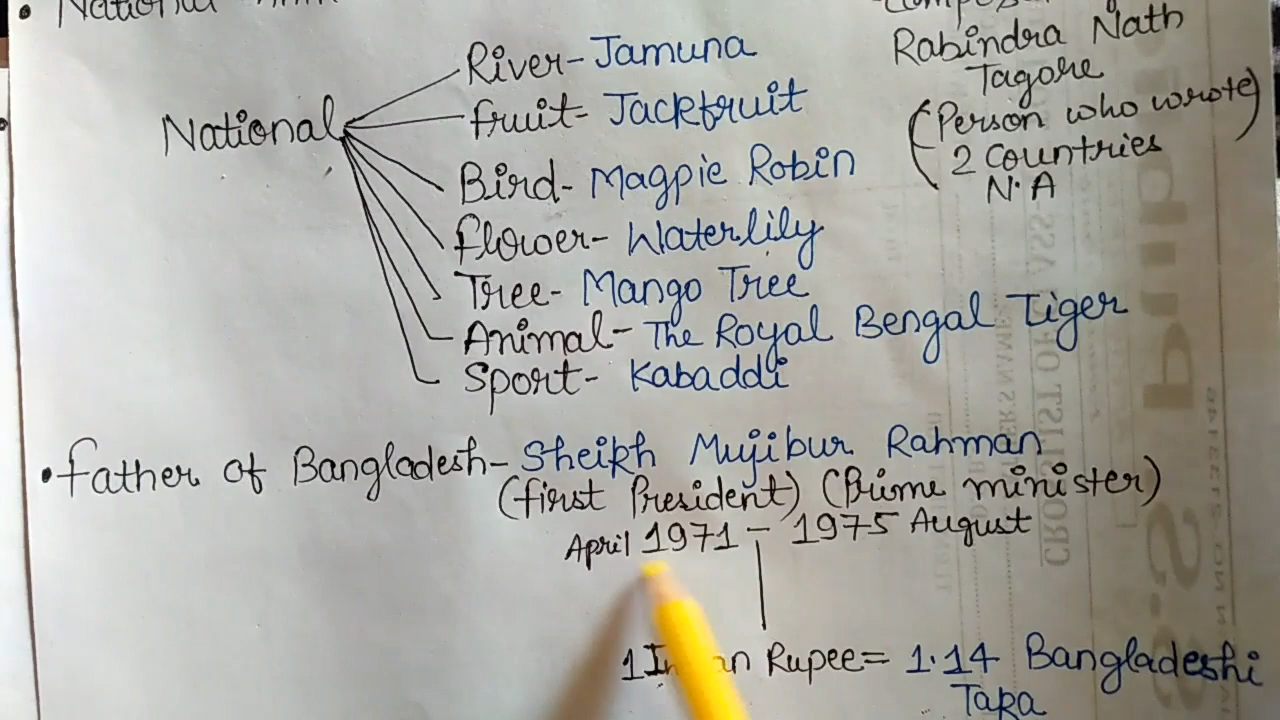 • National
Rabindra Nath
Tagore
(Person who wrote)
2 Countries
N.A
National
River- Jamuna
fruit- Jackfruit
Bird- Magpie Robin
flower- Waterlily
Tree- Mango Tree
Animal- The Royal Bengal Tiger
Sport- Kabaddi
• father of Bangladesh- Sheikh Mujibur Rahman
(first President) (Prime minister)
April 1971 - 1975 August
1 Rupee= 1.14 Bangladeshi
Taka